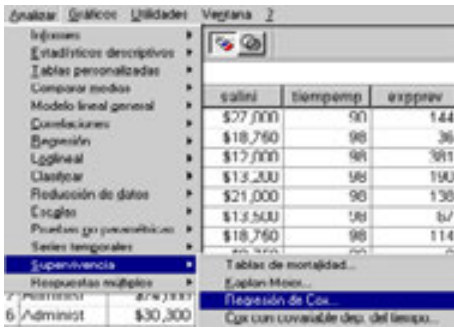 Analizar Gráficos Utilidades Ventana ?
Informes
Estadísticos descriptivos
Tablas personalizadas
Comparar medias
Modelo lineal general
Correlaciones
Regresión
Loglineal
Clasificar
Reducción de datos
Escalas
Pruebas no paramétricas
Series temporales
Supervivencia
Respuestas múltiples
salini tiempemp expprev
$27,000 90 144
$18,750 98 36
$12,000 98 381
$13,200 98 190
$21,000 98 138
$13,500 98 67
$18,750 98 114
Tablas de mortalidad...
Kaplan Meier...
Regresión de Cox...
Cox con covariable dep. del tiempo...
7 Administ
6 Administ $30,300